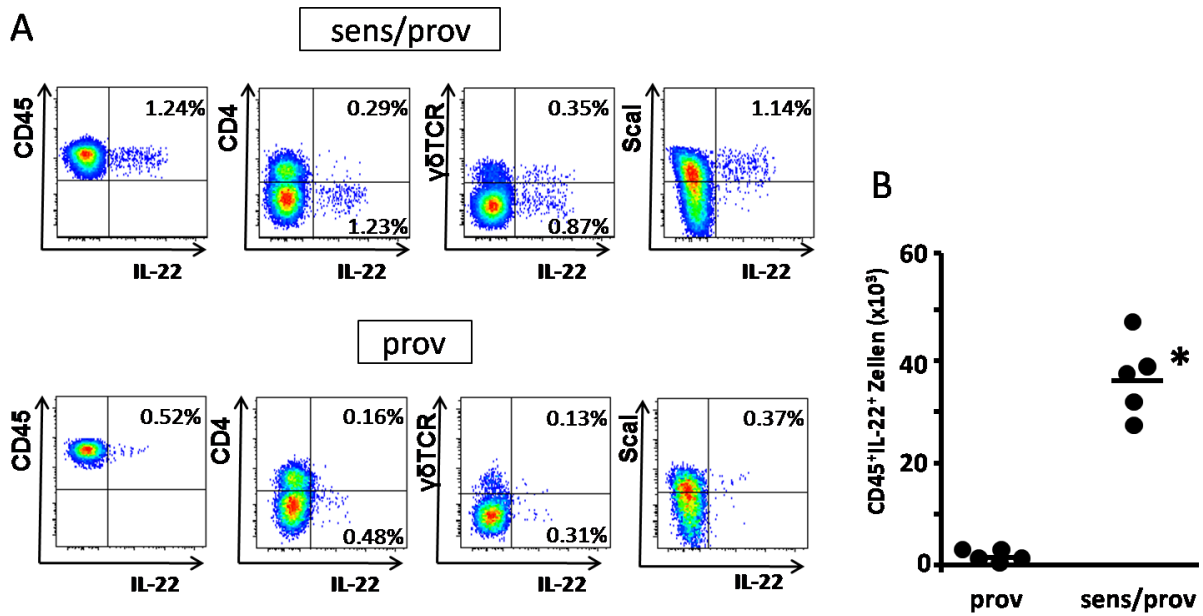 A
sens/prov
CD45
1.24%
IL-22
CD4
0.29%
1.23%
IL-22
γδTCR
0.35%
0.87%
IL-22
ScaI
1.14%
IL-22
prov
CD45
0.52%
IL-22
CD4
0.16%
0.48%
IL-22
γδTCR
0.13%
0.31%
IL-22
ScaI
0.37%
IL-22
B
CD45⁺IL-22⁺ Zellen (x10³)
60
40
20
0
*
prov
sens/prov